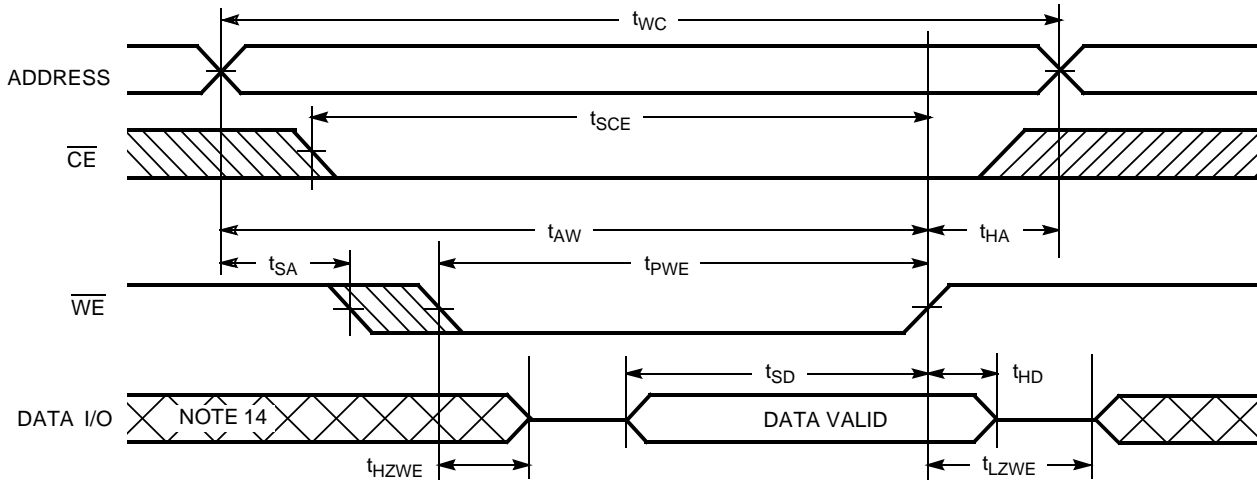 tWC
ADDRESS
tSCE
CE
tAW
tHA
tSA
tPWE
WE
tSD
tHD
DATA I/O
NOTE 14
DATA VALID
tHZWE
tLZWE